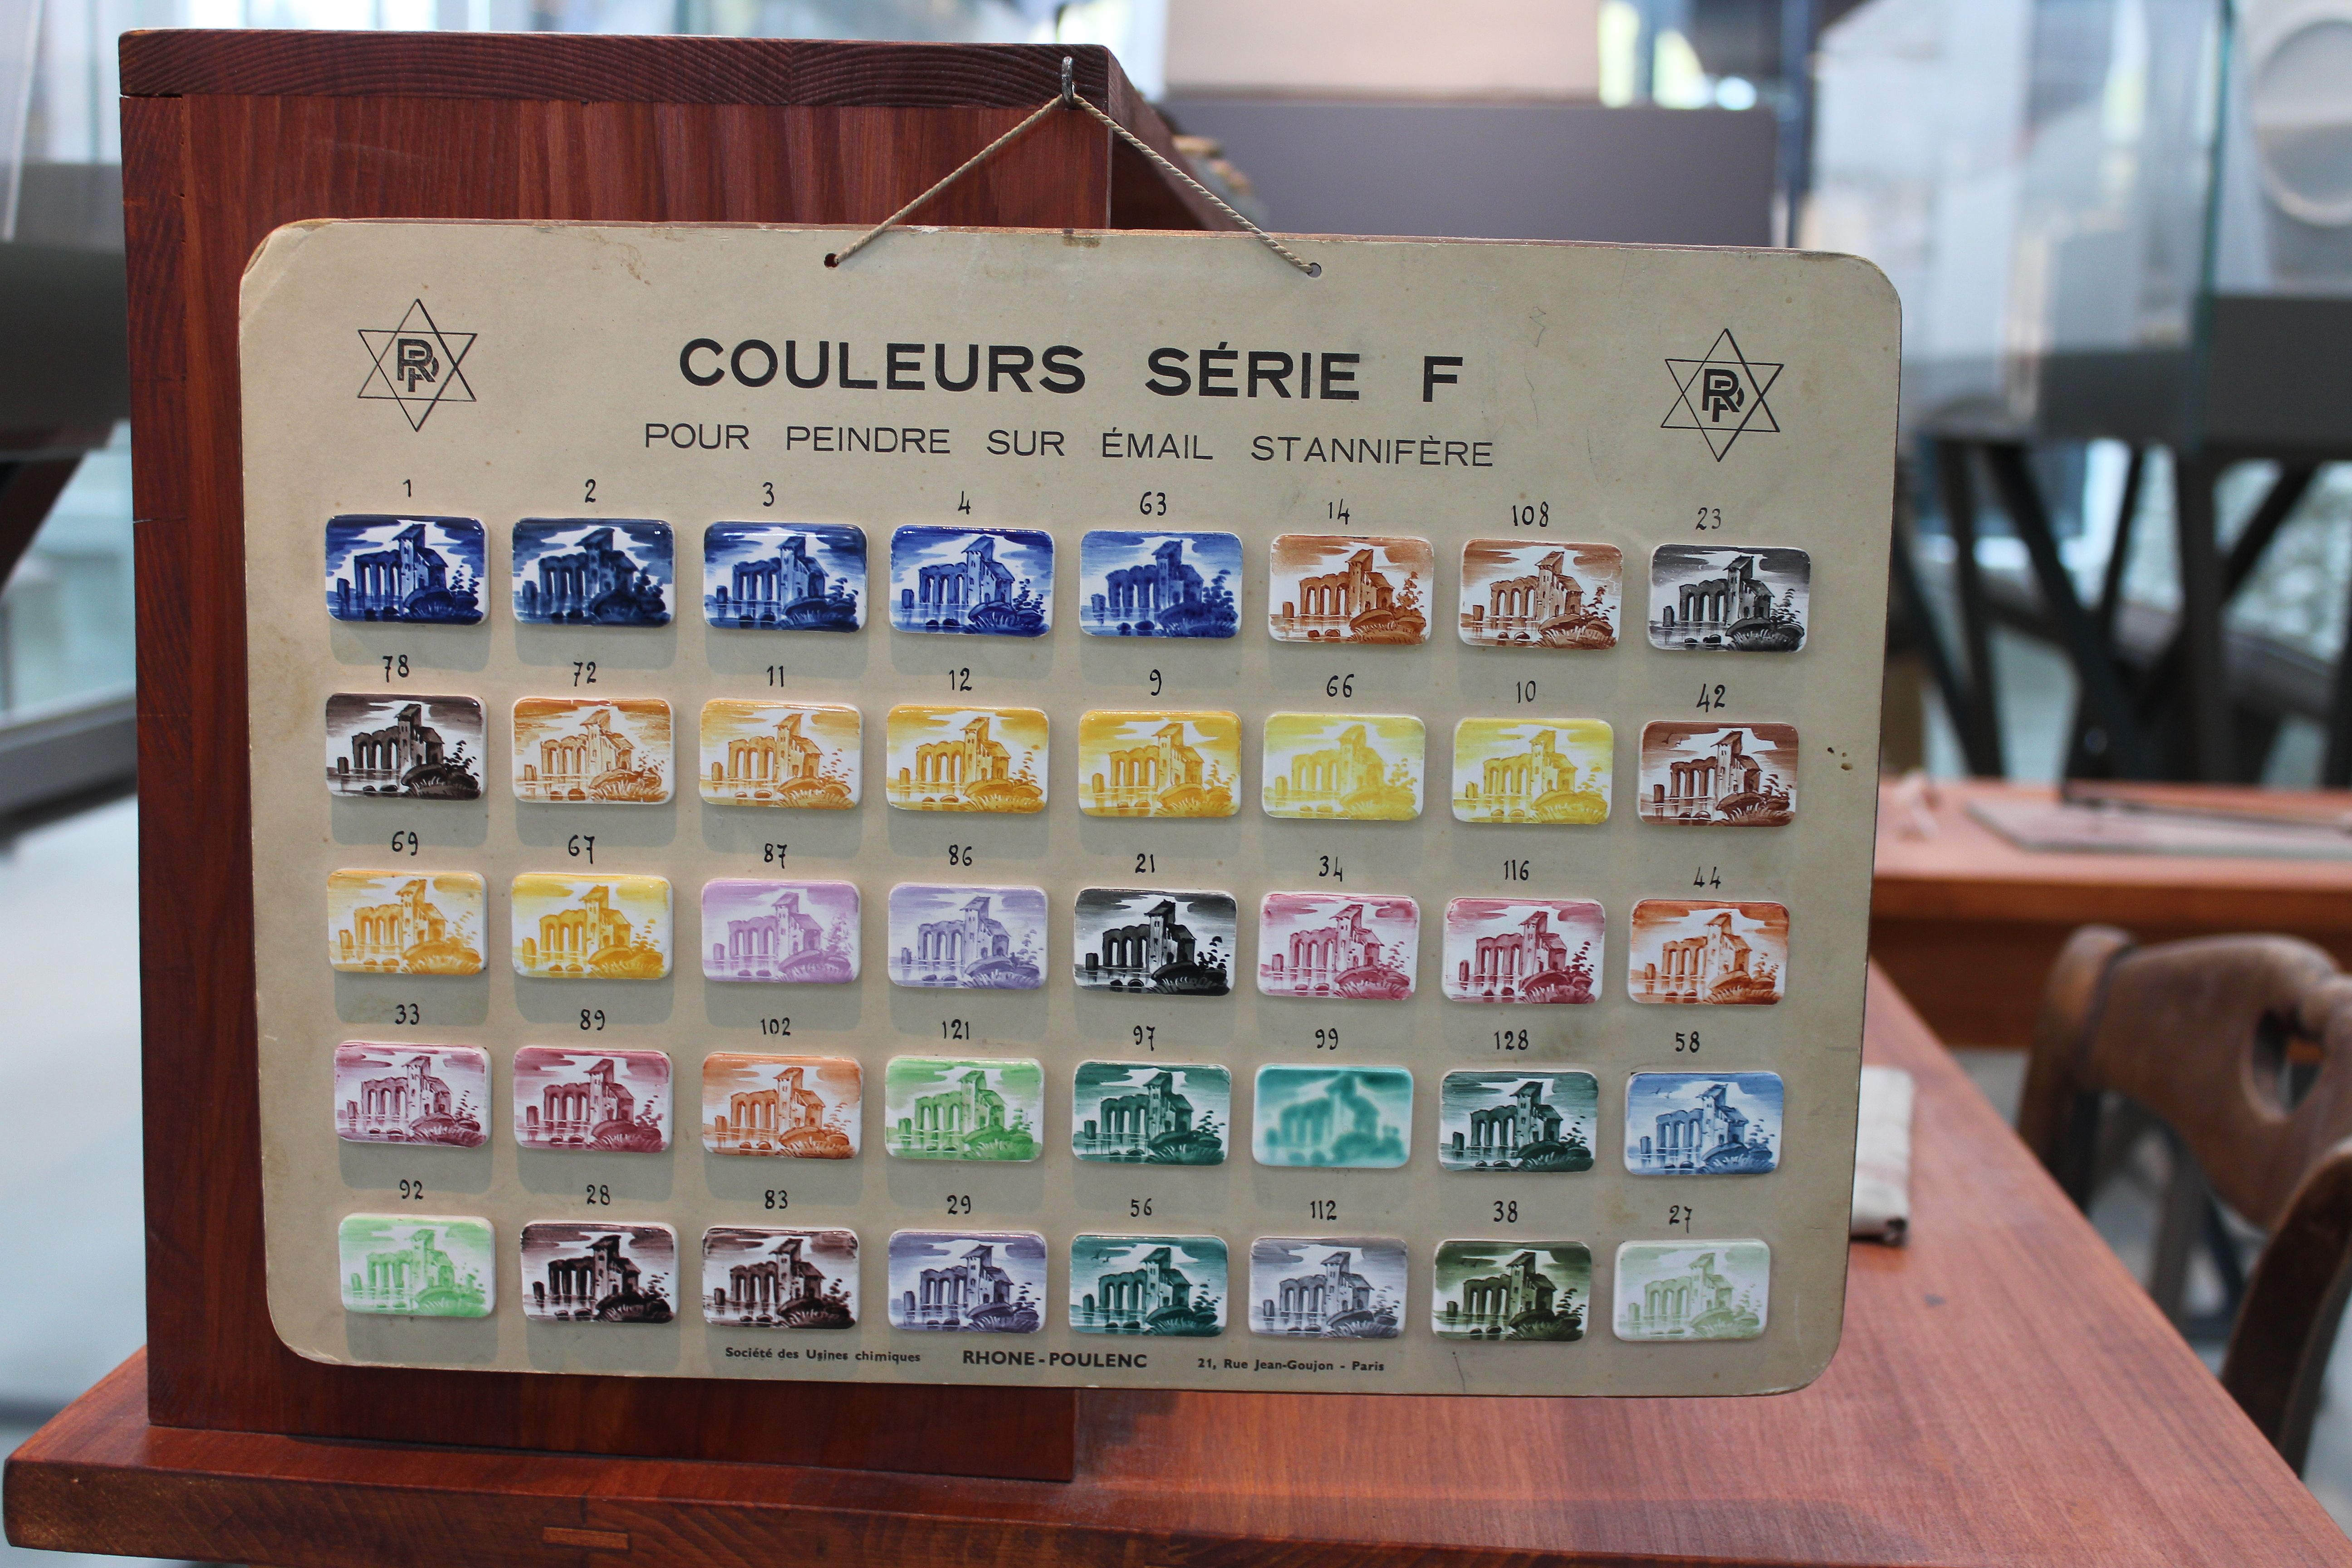 RP
RP
COULEURS SÉRIE F
POUR PEINDRE SUR ÉMAIL STANNIFÈRE
1 2 3 4 63 14 108 23
78 72 11 12 9 66 10 42
69 67 87 86 21 34 116 44
33 89 102 121 97 99 128 58
92 28 83 29 56 112 38 27
Société des Usines chimiques RHONE-POULENC 21, Rue Jean-Goujon - Paris